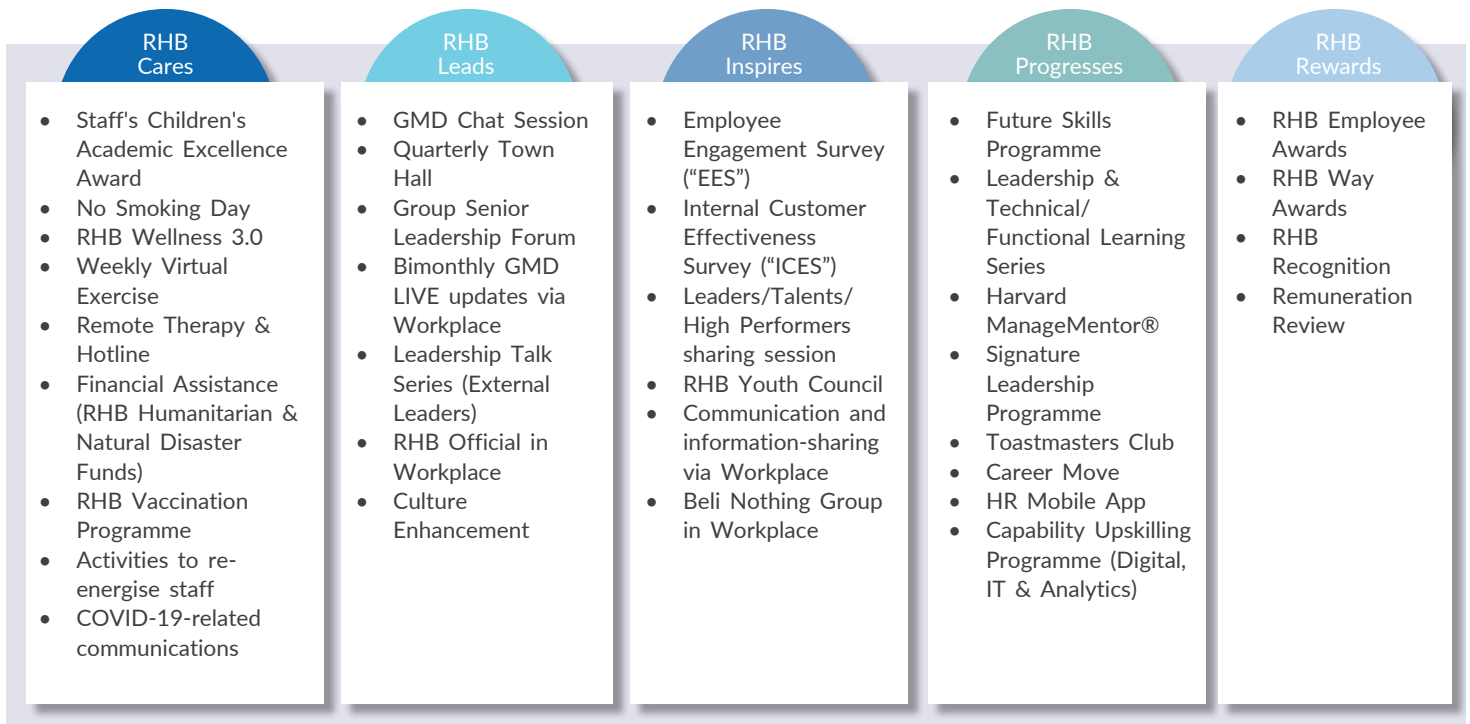 RHB
Cares
• Staff's Children's
Academic Excellence
Award
• No Smoking Day
• RHB Wellness 3.0
• Weekly Virtual
Exercise
• Remote Therapy &
Hotline
• Financial Assistance
(RHB Humanitarian &
Natural Disaster
Funds)
• RHB Vaccination
Programme
• Activities to re-
energise staff
• COVID-19-related
communications
RHB
Leads
• GMD Chat Session
• Quarterly Town
Hall
• Group Senior
Leadership Forum
• Bimonthly GMD
LIVE updates via
Workplace
• Leadership Talk
Series (External
Leaders)
• RHB Official in
Workplace
• Culture
Enhancement
RHB
Inspires
• Employee
Engagement Survey
(“EES”)
• Internal Customer
Effectiveness
Survey (“ICES”)
• Leaders/Talents/
High Performers
sharing session
• RHB Youth Council
• Communication and
information-sharing
via Workplace
• Beli Nothing Group
in Workplace
RHB
Progresses
• Future Skills
Programme
• Leadership &
Technical/
Functional Learning
Series
• Harvard
ManageMentor®
• Signature
Leadership
Programme
• Toastmasters Club
• Career Move
• HR Mobile App
• Capability Upskilling
Programme (Digital,
IT & Analytics)
RHB
Rewards
• RHB Employee
Awards
• RHB Way
Awards
• RHB
Recognition
• Remuneration
Review